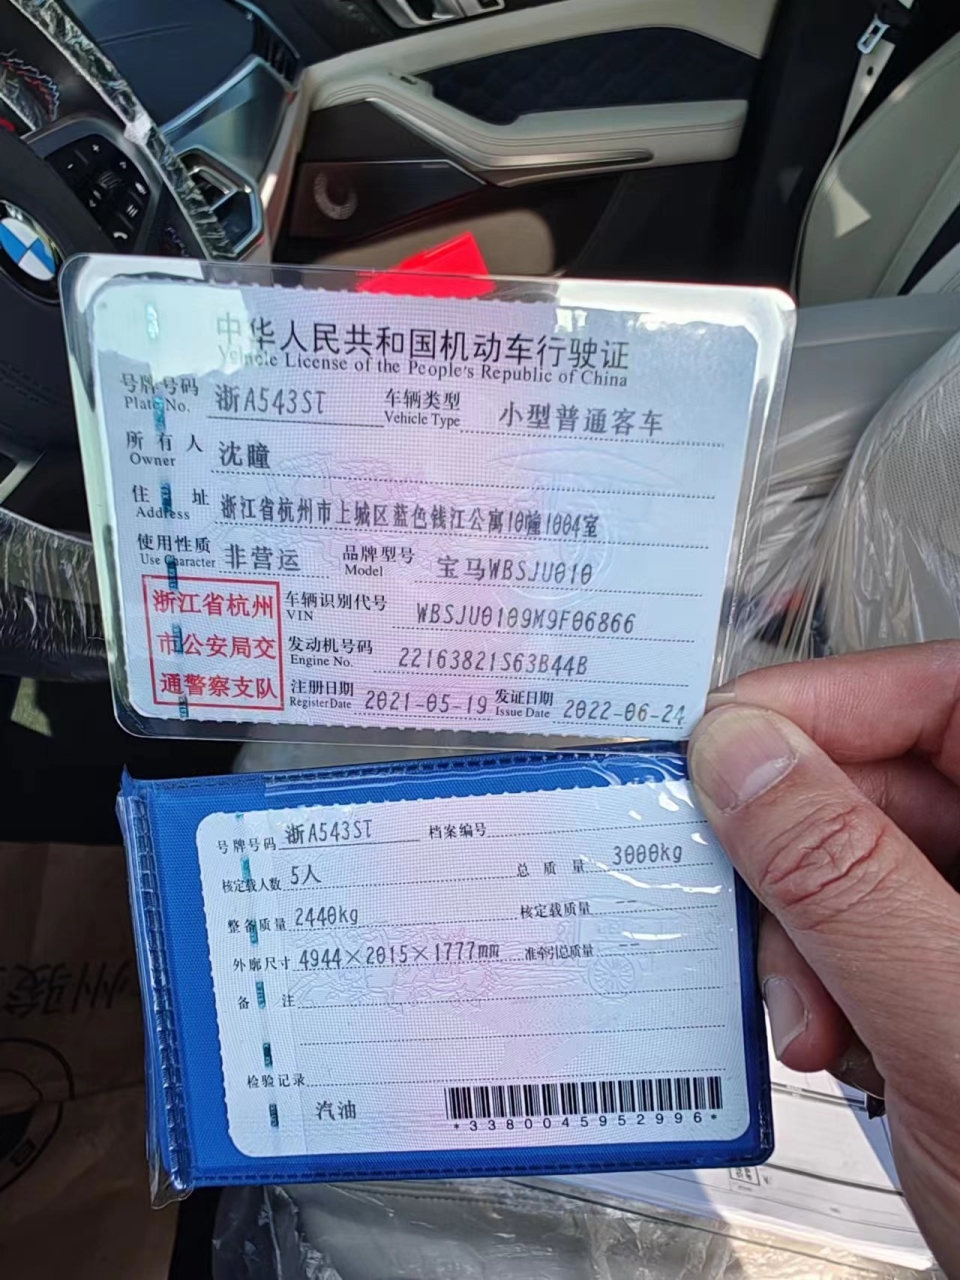 中华人民共和国机动车行驶证
Vehicle License of the People's Republic of China
号牌号码 Plate No. 浙A543ST 车辆类型 Vehicle Type 小型普通客车
所有人 Owner 沈瞳
住址 Address 浙江省杭州市上城区蓝色钱江公寓10幢1004室
使用性质 Use Character 非营运 品牌型号 Model 宝马WBSJU010
浙江省杭州
市公安局交
通警察支队
车辆识别代号 VIN WBSJU0109M9F06866
发动机号码 Engine No. 22163821S63B44B
注册日期 Register Date 2021-05-19 发证日期 Issue Date 2022-06-24
号牌号码 浙A543ST 档案编号
核定载人数 5人 总质量 3000kg
整备质量 2440kg 核定载质量 --
外廓尺寸 4944×2015×1777mm 准牵引总质量 --
备注
检验记录
汽油
*3380045952996*